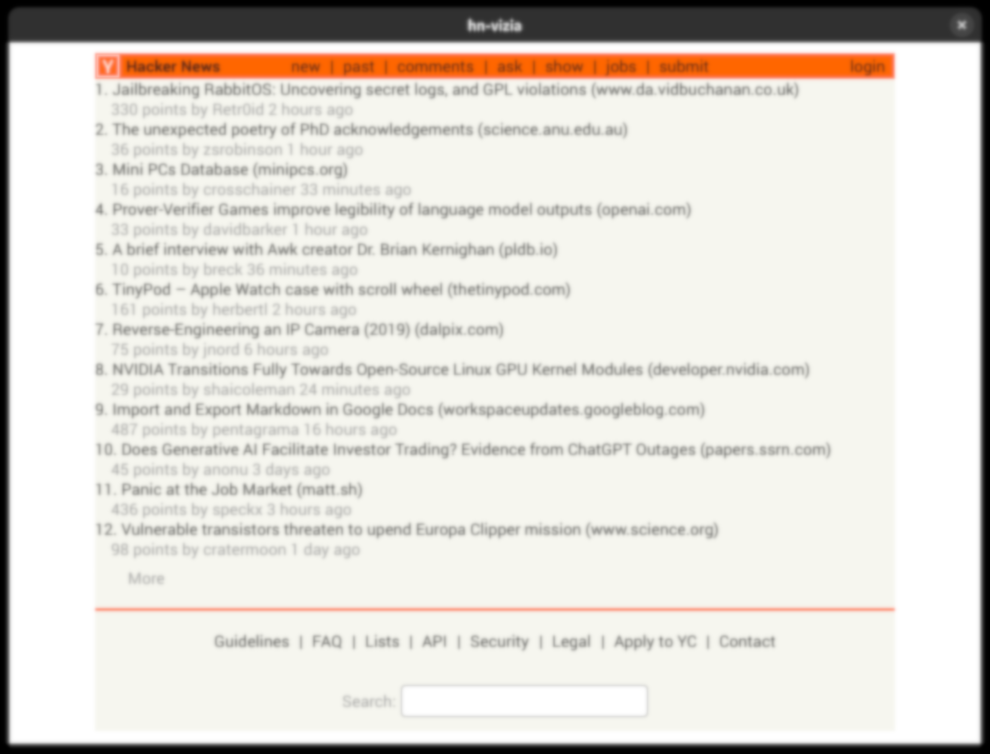 hn-vizia
Y Hacker News new | past | comments | ask | show | jobs | submit login
1. Jailbreaking RabbitOS: Uncovering secret logs, and GPL violations (www.da.vidbuchanan.co.uk)
330 points by Retr0id 2 hours ago
2. The unexpected poetry of PhD acknowledgements (science.anu.edu.au)
36 points by zsrobinson 1 hour ago
3. Mini PCs Database (minipcs.org)
16 points by crosschainer 33 minutes ago
4. Prover-Verifier Games improve legibility of language model outputs (openai.com)
33 points by davidbarker 1 hour ago
5. A brief interview with Awk creator Dr. Brian Kernighan (pldb.io)
10 points by breck 36 minutes ago
6. TinyPod – Apple Watch case with scroll wheel (thetinypod.com)
161 points by herbertl 2 hours ago
7. Reverse-Engineering an IP Camera (2019) (dalpix.com)
75 points by jnord 6 hours ago
8. NVIDIA Transitions Fully Towards Open-Source Linux GPU Kernel Modules (developer.nvidia.com)
29 points by shaicoleman 24 minutes ago
9. Import and Export Markdown in Google Docs (workspaceupdates.googleblog.com)
487 points by pentagrama 16 hours ago
10. Does Generative AI Facilitate Investor Trading? Evidence from ChatGPT Outages (papers.ssrn.com)
45 points by anonu 3 days ago
11. Panic at the Job Market (matt.sh)
436 points by speckx 3 hours ago
12. Vulnerable transistors threaten to upend Europa Clipper mission (www.science.org)
98 points by cratermoon 1 day ago
More
Guidelines | FAQ | Lists | API | Security | Legal | Apply to YC | Contact
Search: